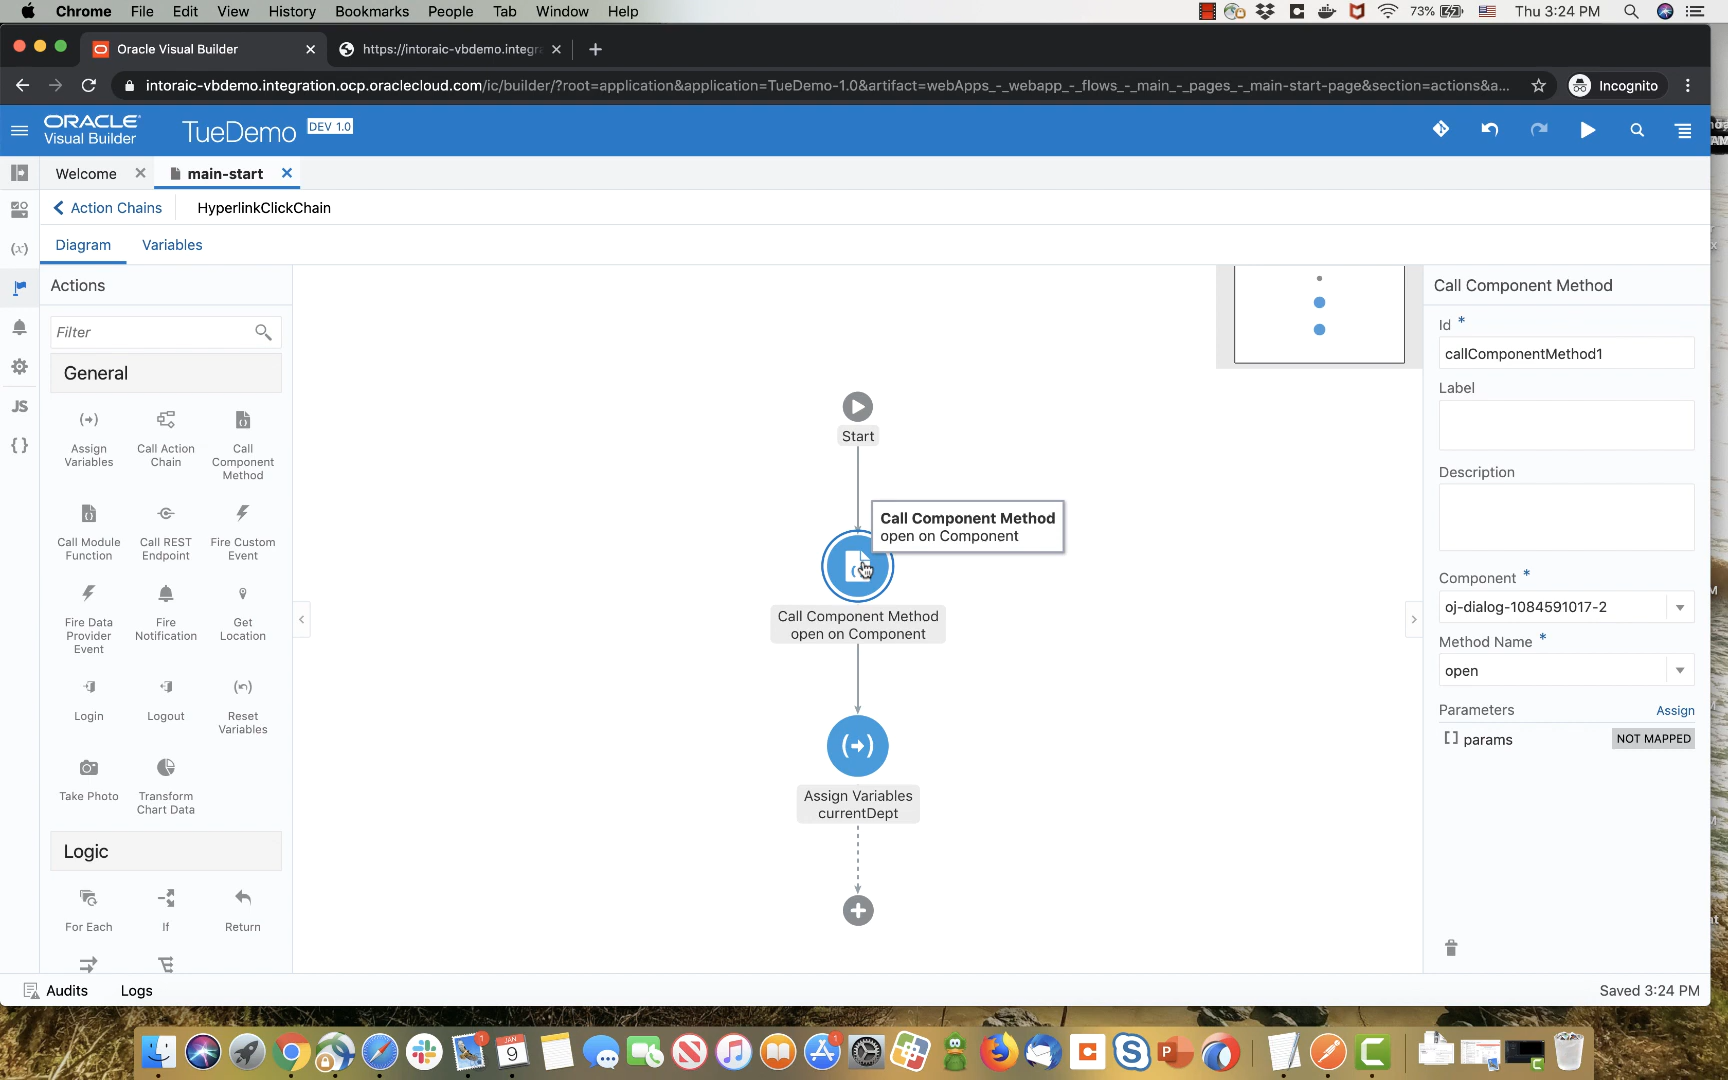 Chrome File Edit View History Bookmarks People Tab Window Help 73% Thu 3:24 PM
Oracle Visual Builder https://intoraic-vbdemo.integr
intoraic-vbdemo.integration.ocp.oraclecloud.com/ic/builder/?root=application&application=TueDemo-1.0&artifact=webApps_-_webapp_-_flows_-_main_-_pages_-_main-start-page&section=actions&a... Incognito
ORACLE
Visual Builder
TueDemo DEV 1.0
Welcome main-start
Action Chains HyperlinkClickChain
Diagram Variables
Actions
Filter
General
Assign Variables
Call Action Chain
Call Component Method
Call Module Function
Call REST Endpoint
Fire Custom Event
Fire Data Provider Event
Fire Notification
Get Location
Login
Logout
Reset Variables
Take Photo
Transform Chart Data
Logic
For Each
If
Return
(x)
JS
{ }
Start
Call Component Method
open on Component
Call Component Method
open on Component
Assign Variables
currentDept
Call Component Method
Id *
callComponentMethod1
Label
Description
Component *
oj-dialog-1084591017-2
Method Name *
open
Parameters Assign
[] params NOT MAPPED
Audits Logs Saved 3:24 PM
1
JAN
9
1